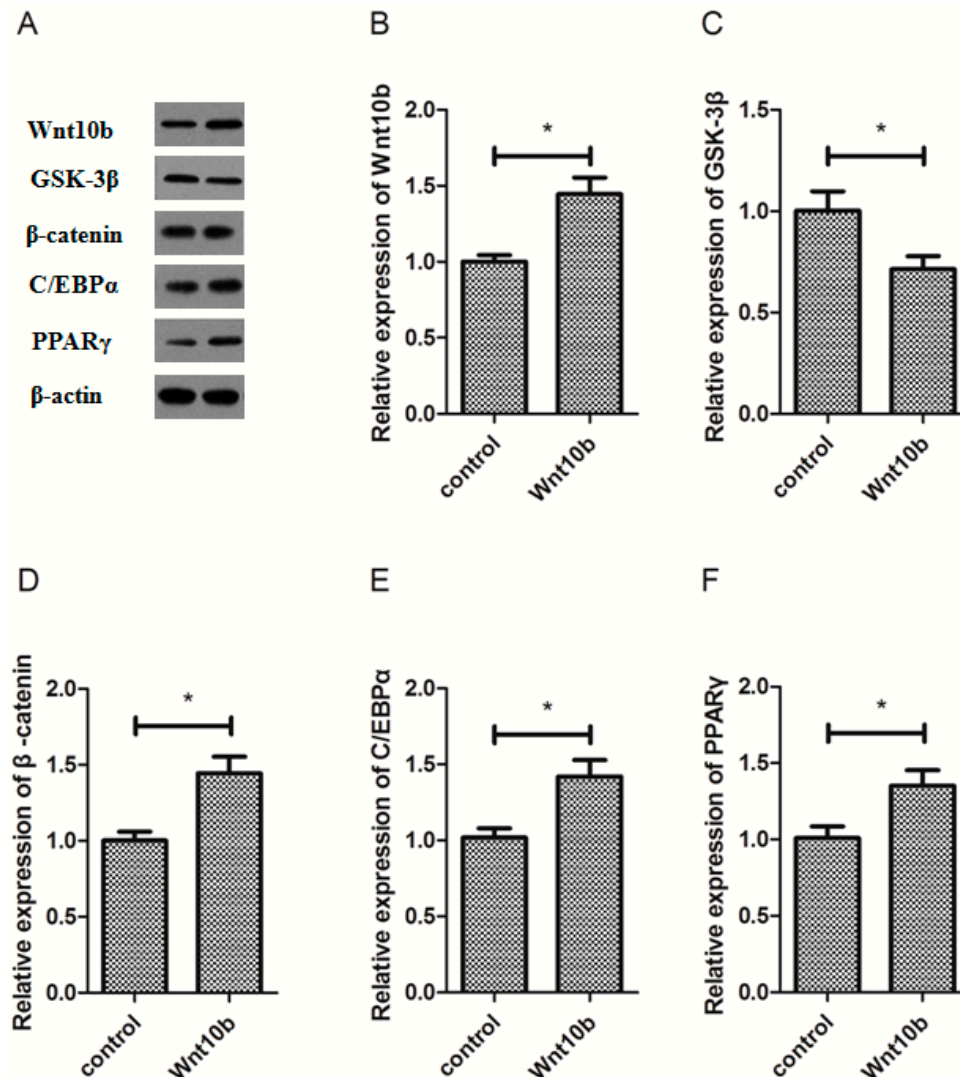 A
Wnt10b
GSK-3β
β-catenin
C/EBPα
PPARγ
β-actin
B
Relative expression of Wnt10b
2.0
1.5
1.0
0.5
0.0
*
control
Wnt10b
C
Relative expression of GSK-3β
1.5
1.0
0.5
0.0
*
control
Wnt10b
D
Relative expression of β -catenin
2.0
1.5
1.0
0.5
0.0
*
control
Wnt10b
E
Relative expression of C/EBPα
2.0
1.5
1.0
0.5
0.0
*
control
Wnt10b
F
Relative expression of PPARγ
2.0
1.5
1.0
0.5
0.0
*
control
Wnt10b